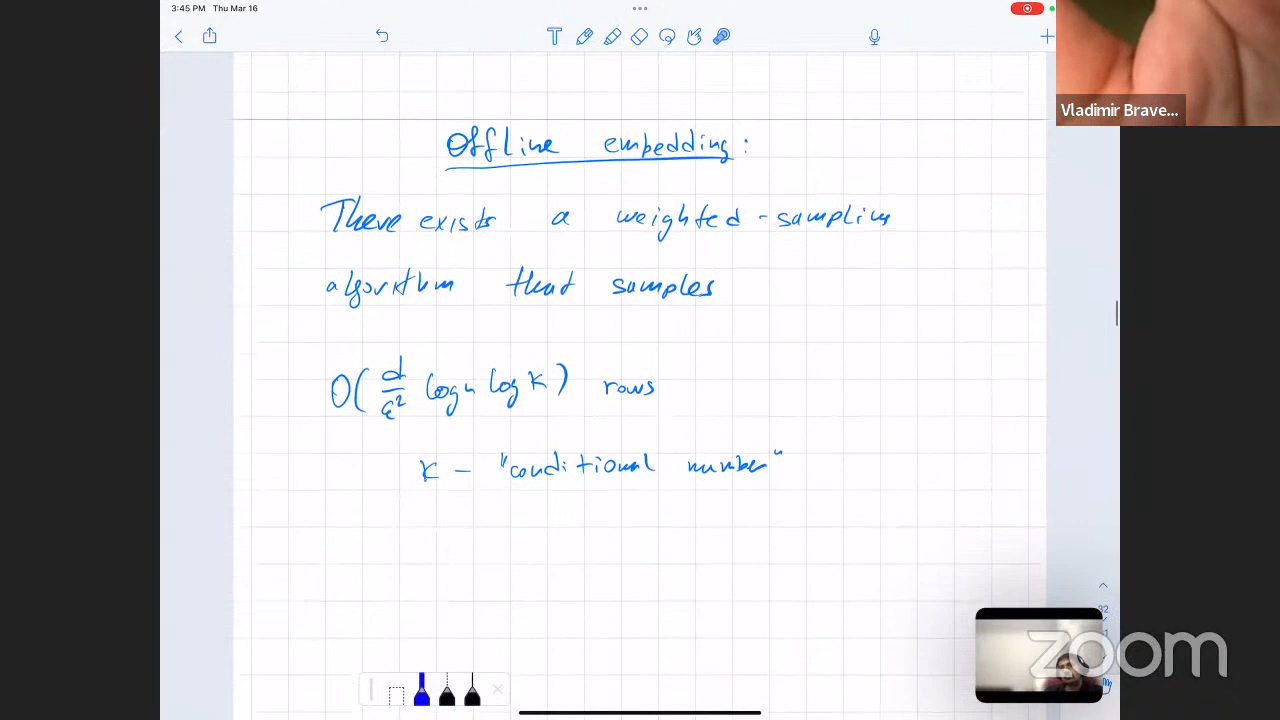 3:45 PM Thu Mar 16
Vladimir Brave...
Offline embedding:
There exists a weighted-sampling
algorithm that samples
O(d/ε² log n log κ) rows
κ - "conditional number"
zoom